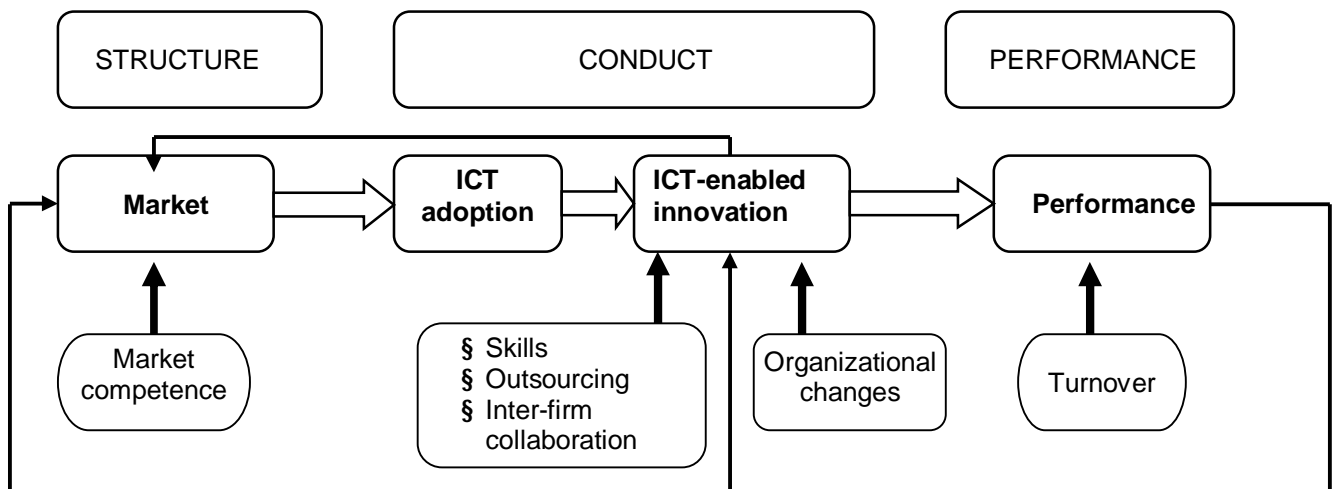 STRUCTURE
CONDUCT
PERFORMANCE
Market
ICT
adoption
ICT-enabled
innovation
Performance
Market
competence
§ Skills
§ Outsourcing
§ Inter-firm
collaboration
Organizational
changes
Turnover